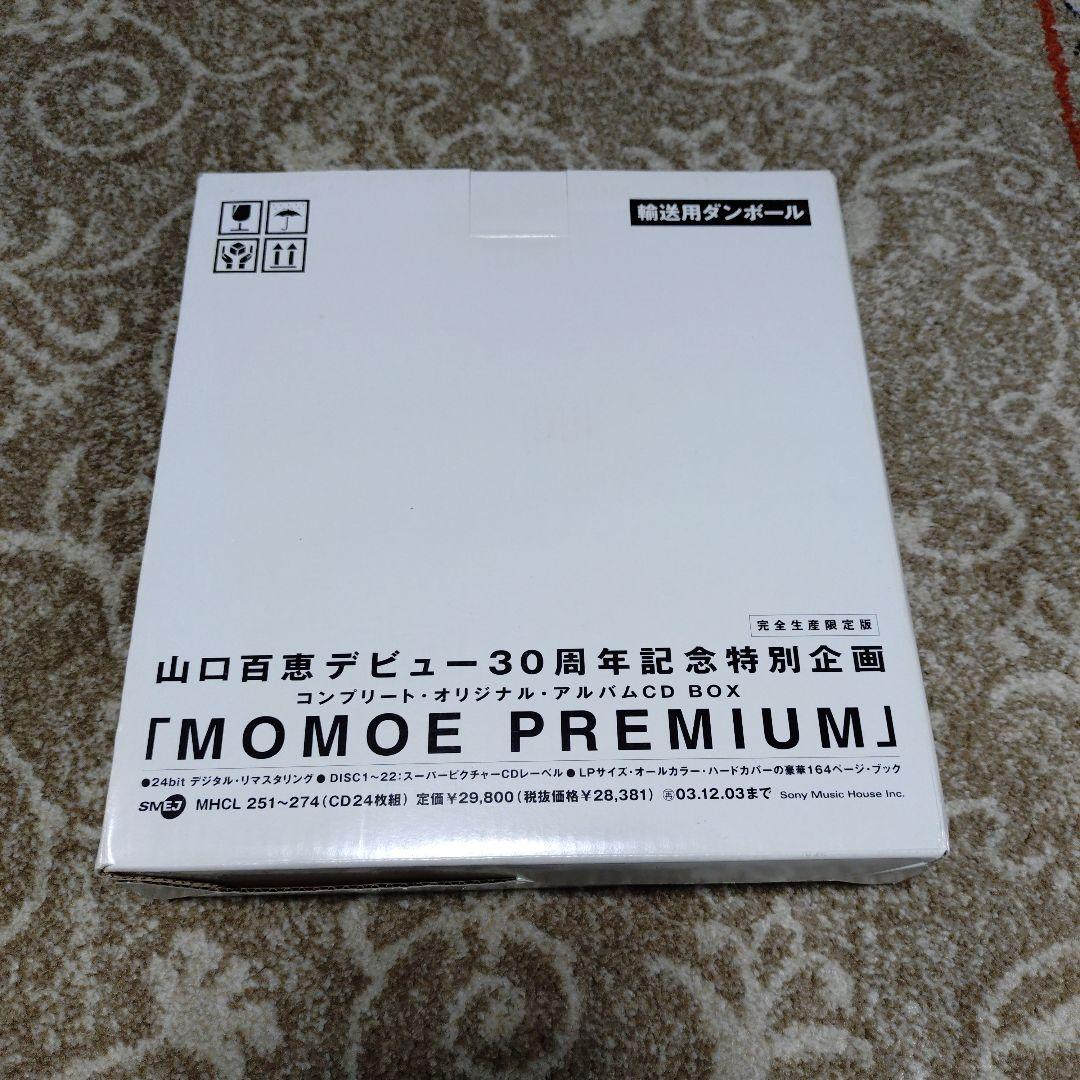 輸送用ダンボール
完全生産限定版
山口百恵デビュー30周年記念特別企画
コンプリート・オリジナル・アルバムCD BOX
「MOMOE PREMIUM」
●24bit デジタル・リマスタリング●DISC1~22:スーパーピクチャーCDレーベル●LPサイズ・オールカラー・ハードカバーの豪華164ページ・ブック
SMEJ MHCL 251~274(CD24枚組) 定価¥29,800(税抜価格¥28,381) ㊢03.12.03まで Sony Music House Inc.